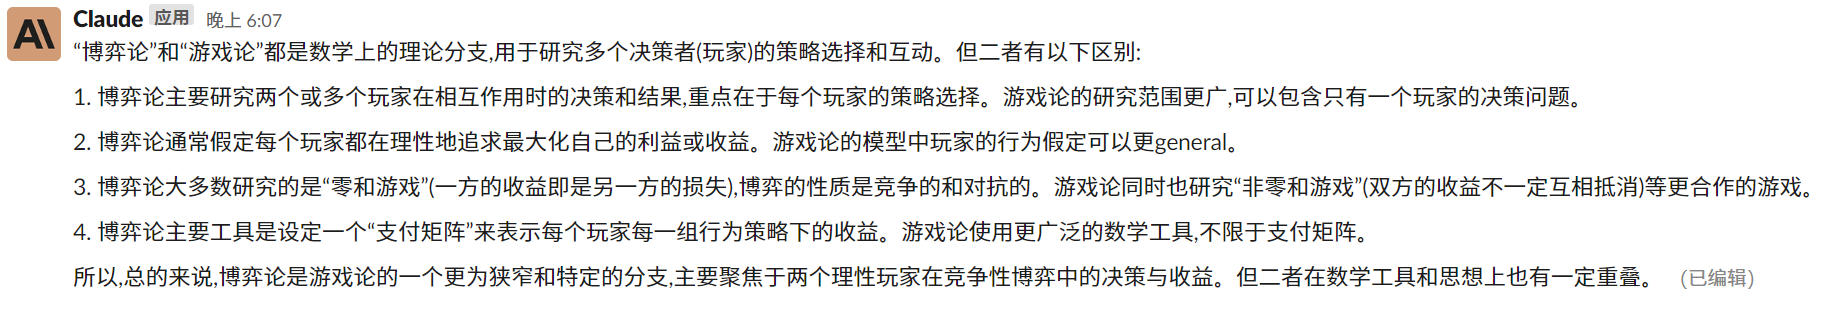 Claude 应用 晚上 6:07
“博弈论”和“游戏论”都是数学上的理论分支,用于研究多个决策者(玩家)的策略选择和互动。但二者有以下区别:
1. 博弈论主要研究两个或多个玩家在相互作用时的决策和结果,重点在于每个玩家的策略选择。游戏论的研究范围更广,可以包含只有一个玩家的决策问题。
2. 博弈论通常假定每个玩家都在理性地追求最大化自己的利益或收益。游戏论的模型中玩家的行为假定可以更general。
3. 博弈论大多数研究的是“零和游戏”(一方的收益即是另一方的损失),博弈的性质是竞争的和对抗的。游戏论同时也研究“非零和游戏”(双方的收益不一定互相抵消)等更合作的游戏。
4. 博弈论主要工具是设定一个“支付矩阵”来表示每个玩家每一组行为策略下的收益。游戏论使用更广泛的数学工具,不限于支付矩阵。
所以,总的来说,博弈论是游戏论的一个更为狭窄和特定的分支,主要聚焦于两个理性玩家在竞争性博弈中的决策与收益。但二者在数学工具和思想上也有一定重叠。 (已编辑)